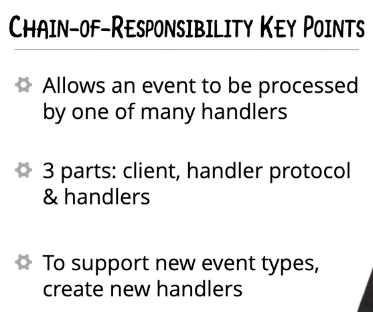 Chain-of-Responsibility Key Points
Allows an event to be processed
by one of many handlers
3 parts: client, handler protocol
& handlers
To support new event types,
create new handlers